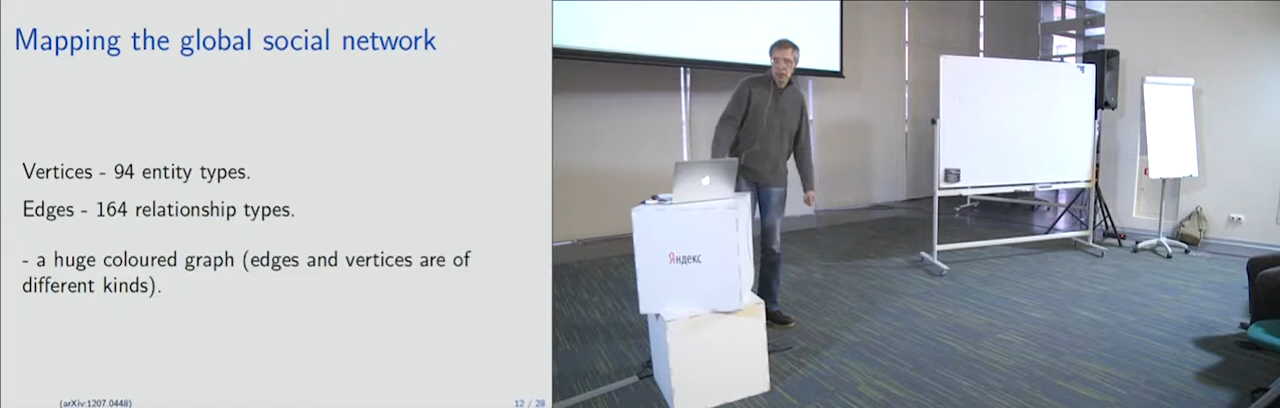 Mapping the global social network
Vertices - 94 entity types.
Edges - 164 relationship types.
- a huge coloured graph (edges and vertices are of
different kinds).
(arXiv:1207.0448)
12 / 28
Яндекс